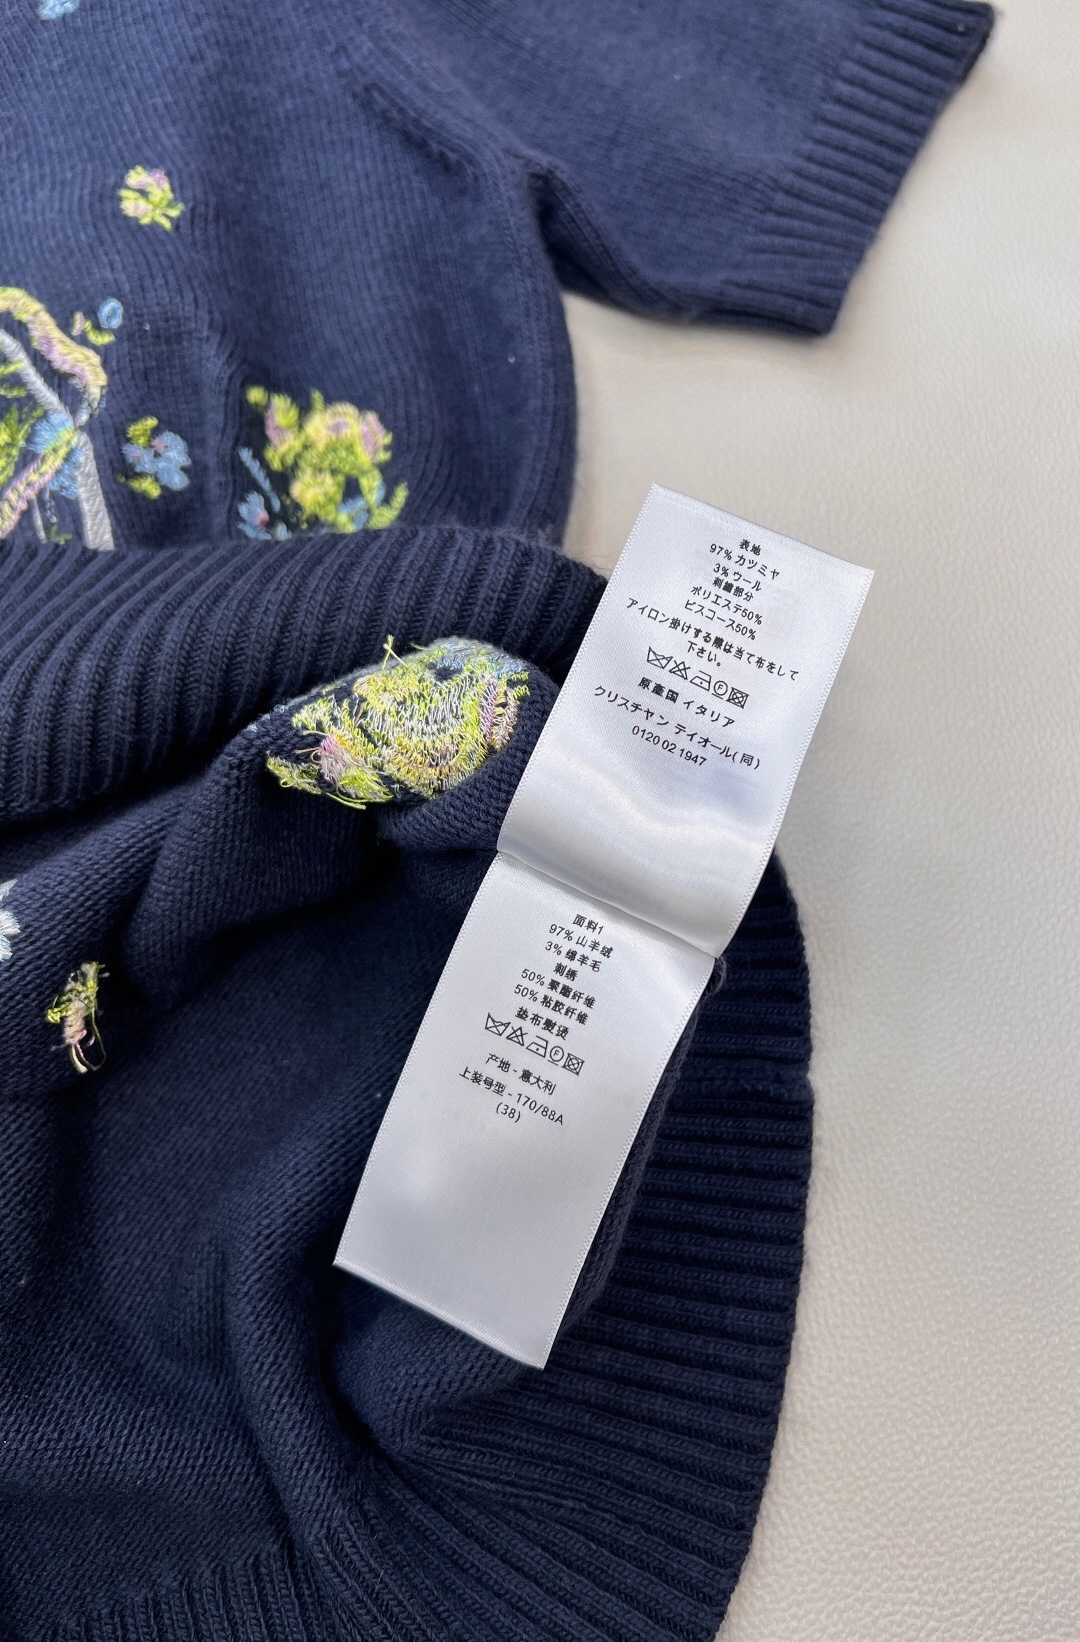 表地
97% カツミヤ
3% ウール
刺繍部分
ポリエステ50%
ビスコース50%
アイロン掛けする際は当て布をして
下さい。
原産国 イタリア
クリスチャン ティオール(同)
0120 02 1947
面料1
97% 山羊绒
3% 绵羊毛
刺绣
50% 聚酯纤维
50% 粘胶纤维
垫布熨烫
产地 - 意大利
上装号型 - 170/88A
(38)